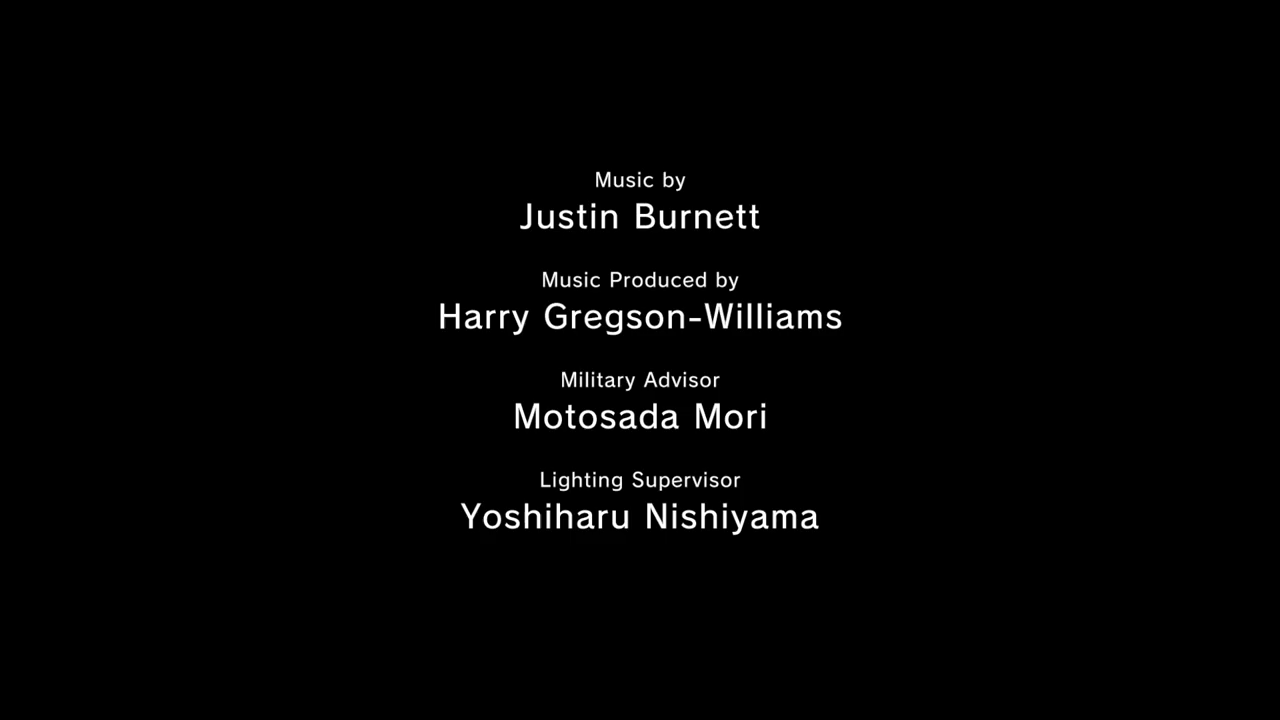 Music by
Justin Burnett
Music Produced by
Harry Gregson-Williams
Military Advisor
Motosada Mori
Lighting Supervisor
Yoshiharu Nishiyama